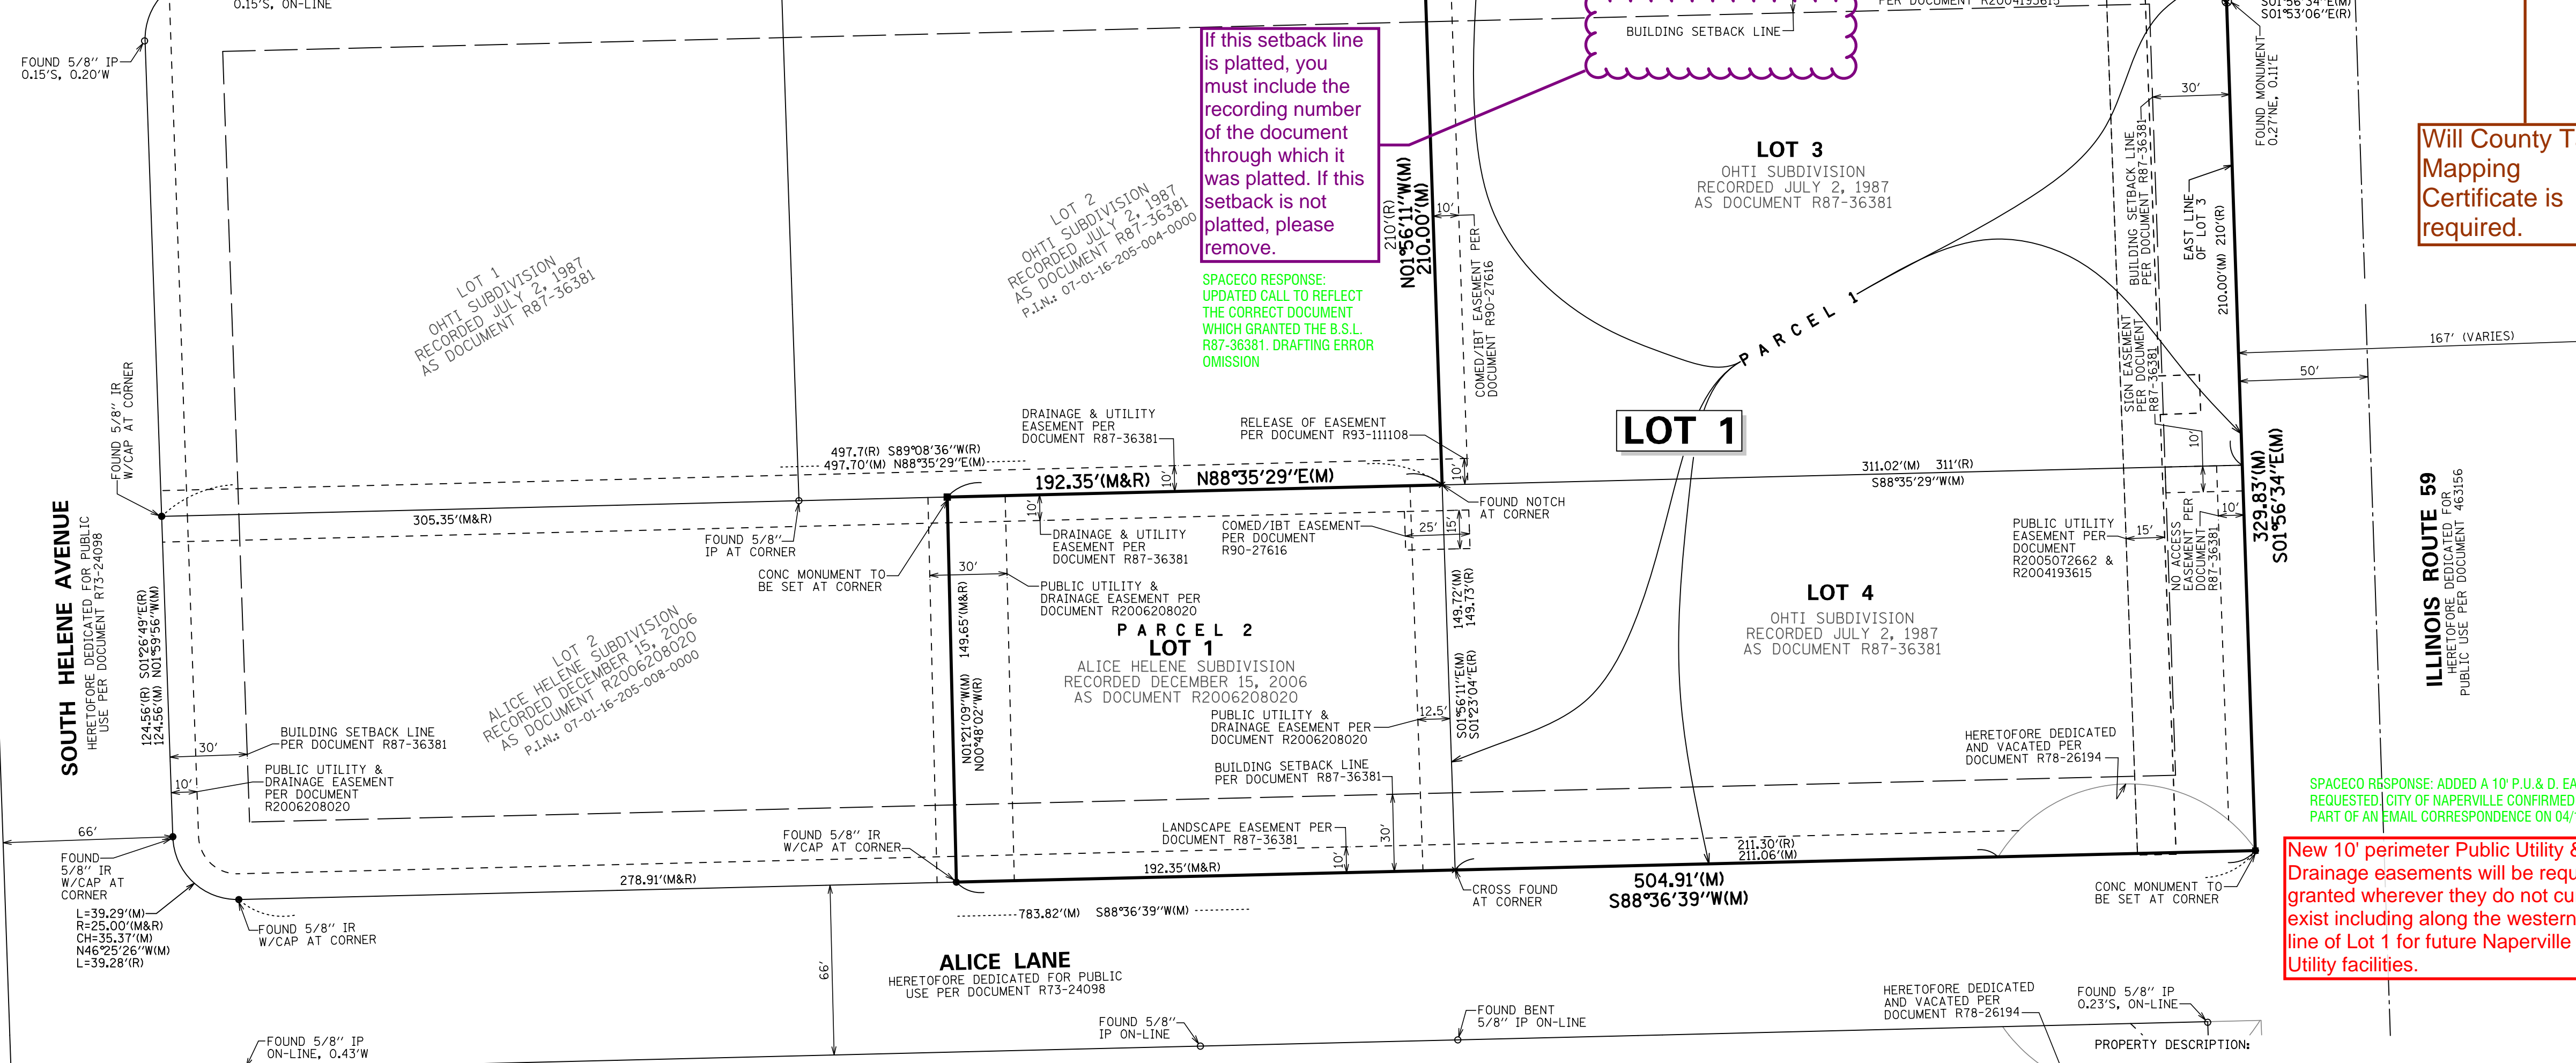 0.15'S, ON-LINE
FOUND 5/8" IP
0.15'S, 0.20'W
If this setback line
is platted, you
must include the
recording number
of the document
through which it
was platted. If this
setback is not
platted, please
remove.
SPACECO RESPONSE:
UPDATED CALL TO REFLECT
THE CORRECT DOCUMENT
WHICH GRANTED THE B.S.L.
R87-36381. DRAFTING ERROR
OMISSION
PER DOCUMENT R2004193615
BUILDING SETBACK LINE
S01°56'34"E(M)
S01°53'06"E(R)
FOUND MONUMENT
0.27'NE, 0.11'E
30'
Will County T
Mapping
Certificate is
required.
LOT 3
OHTI SUBDIVISION
RECORDED JULY 2, 1987
AS DOCUMENT R87-36381
BUILDING SETBACK LINE
PER DOCUMENT R87-36381
EAST LINE
OF LOT 3
210.00'(M) 210'(R)
LOT 1
OHTI SUBDIVISION
RECORDED JULY 2, 1987
AS DOCUMENT R87-36381
LOT 2
OHTI SUBDIVISION
RECORDED JULY 2, 1987
AS DOCUMENT R87-36381
P.I.N.: 07-01-16-205-004-0000
210'(R)
N01°56'11"W(M)
210.00'(M)
10'
COMED/IBT EASEMENT PER
DOCUMENT R90-27616
PARCEL 1
SIGN EASEMENT
PER DOCUMENT
R87-36381
167' (VARIES)
50'
LOT 1
FOUND 5/8" IR
W/CAP AT CORNER
DRAINAGE & UTILITY
EASEMENT PER
DOCUMENT R87-36381
RELEASE OF EASEMENT
PER DOCUMENT R93-111108
497.7(R) S89°08'36"W(R)
497.70'(M) N88°35'29"E(M)
192.35'(M&R)
10'
N88°35'29"E(M)
10'
311.02'(M) 311'(R)
S88°35'29"W(M)
10'
305.35'(M&R)
FOUND 5/8"
IP AT CORNER
CONC MONUMENT TO
BE SET AT CORNER
10'
DRAINAGE & UTILITY
EASEMENT PER
DOCUMENT R87-36381
COMED/IBT EASEMENT
PER DOCUMENT
R90-27616
25'
15'
FOUND NOTCH
AT CORNER
PUBLIC UTILITY
EASEMENT PER
DOCUMENT
R2005072662 &
R2004193615
15'
NO ACCESS
EASEMENT PER
DOCUMENT
R87-36381
10'
329.83'(M)
S01°56'34"E(M)
ILLINOIS ROUTE 59
HERETOFORE DEDICATED FOR
PUBLIC USE PER DOCUMENT 463156
SOUTH HELENE AVENUE
HERETOFORE DEDICATED FOR PUBLIC
USE PER DOCUMENT R73-24098
124.56'(R) S01°26'49"E(R)
124.56'(M) N01°59'56"W(M)
30'
PUBLIC UTILITY &
DRAINAGE EASEMENT PER
DOCUMENT R2006208020
149.65'(M&R)
N01°21'09"W(M)
N00°48'02"W(R)
PARCEL 2
LOT 1
ALICE HELENE SUBDIVISION
RECORDED DECEMBER 15, 2006
AS DOCUMENT R2006208020
149.72'(M)
149.73'(R)
S01°56'11"E(M)
S01°23'04"E(R)
LOT 4
OHTI SUBDIVISION
RECORDED JULY 2, 1987
AS DOCUMENT R87-36381
LOT 2
ALICE HELENE SUBDIVISION
RECORDED DECEMBER 15, 2006
AS DOCUMENT R2006208020
P.I.N.: 07-01-16-205-008-0000
PUBLIC UTILITY &
DRAINAGE EASEMENT PER
DOCUMENT R2006208020
12.5'
BUILDING SETBACK LINE
PER DOCUMENT R87-36381
30'
BUILDING SETBACK LINE
PER DOCUMENT R87-36381
10'
PUBLIC UTILITY &
DRAINAGE EASEMENT
PER DOCUMENT
R2006208020
HERETOFORE DEDICATED
AND VACATED PER
DOCUMENT R78-26194
SPACECO RESPONSE: ADDED A 10' P.U.& D. EA
REQUESTED. CITY OF NAPERVILLE CONFIRMED
PART OF AN EMAIL CORRESPONDENCE ON 04/
66'
FOUND
5/8" IR
W/CAP AT
CORNER
FOUND 5/8" IR
W/CAP AT CORNER
LANDSCAPE EASEMENT PER
DOCUMENT R87-36381
10'
30'
211.30'(R)
211.06'(M)
278.91'(M&R)
192.35'(M&R)
CROSS FOUND
AT CORNER
504.91'(M)
S88°36'39"W(M)
CONC MONUMENT TO
BE SET AT CORNER
New 10' perimeter Public Utility &
Drainage easements will be requ
granted wherever they do not cu
exist including along the western
line of Lot 1 for future Naperville
Utility facilities.
L=39.29'(M)
R=25.00'(M&R)
CH=35.37'(M)
N46°25'26"W(M)
L=39.28'(R)
FOUND 5/8" IR
W/CAP AT CORNER
783.82'(M) S88°36'39"W(M)
ALICE LANE
HERETOFORE DEDICATED FOR PUBLIC
USE PER DOCUMENT R73-24098
66'
FOUND 5/8" IP
ON-LINE, 0.43'W
FOUND 5/8"
IP ON-LINE
FOUND BENT
5/8" IP ON-LINE
HERETOFORE DEDICATED
AND VACATED PER
DOCUMENT R78-26194
FOUND 5/8" IP
0.23'S, ON-LINE
PROPERTY DESCRIPTION: